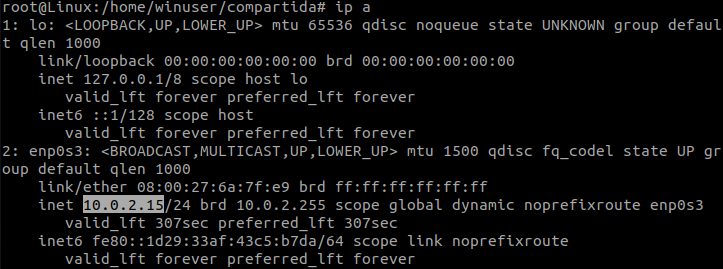 root@Linux:/home/winuser/compartida# ip a
1: lo: <LOOPBACK,UP,LOWER_UP> mtu 65536 qdisc noqueue state UNKNOWN group defaul
t qlen 1000
    link/loopback 00:00:00:00:00:00 brd 00:00:00:00:00:00
    inet 127.0.0.1/8 scope host lo
       valid_lft forever preferred_lft forever
    inet6 ::1/128 scope host
       valid_lft forever preferred_lft forever
2: enp0s3: <BROADCAST,MULTICAST,UP,LOWER_UP> mtu 1500 qdisc fq_codel state UP gr
oup default qlen 1000
    link/ether 08:00:27:6a:7f:e9 brd ff:ff:ff:ff:ff:ff
    inet 10.0.2.15/24 brd 10.0.2.255 scope global dynamic noprefixroute enp0s3
       valid_lft 307sec preferred_lft 307sec
    inet6 fe80::1d29:33af:43c5:b7da/64 scope link noprefixroute
       valid_lft forever preferred_lft forever